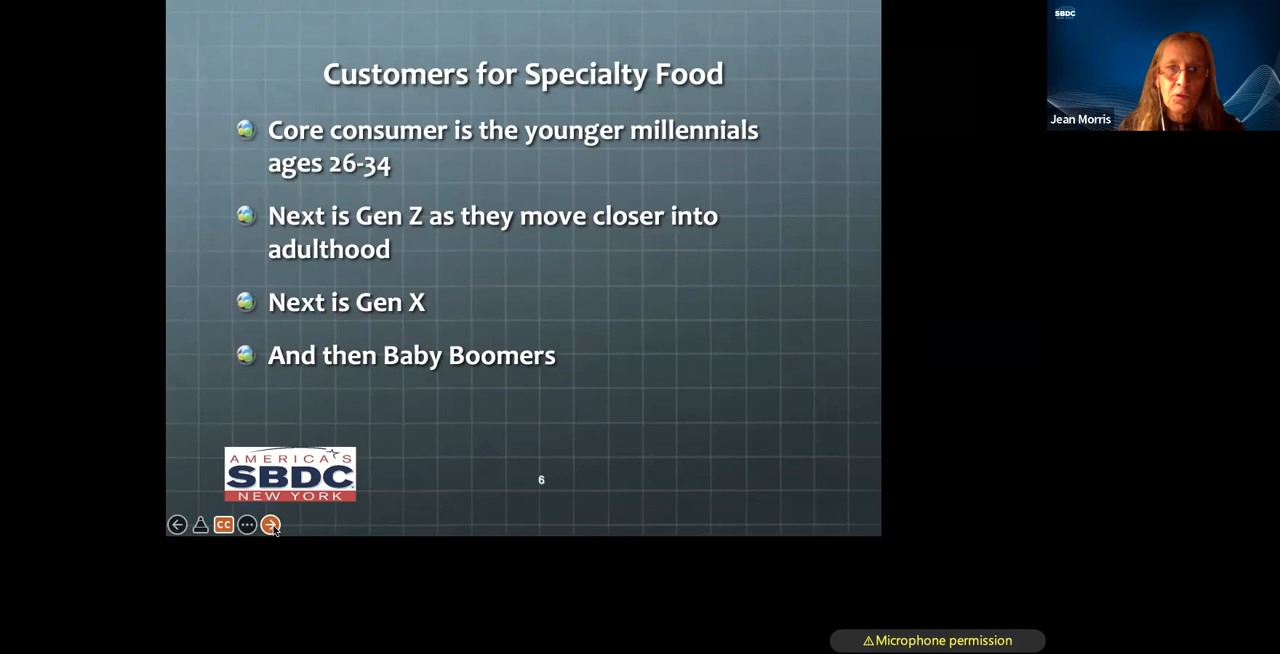 Customers for Specialty Food
Core consumer is the younger millennials
ages 26-34
Next is Gen Z as they move closer into
adulthood
Next is Gen X
And then Baby Boomers
AMERICA'S
SBDC
NEW YORK
6
CC
SBDC
NEW YORK
Jean Morris
⚠Microphone permission